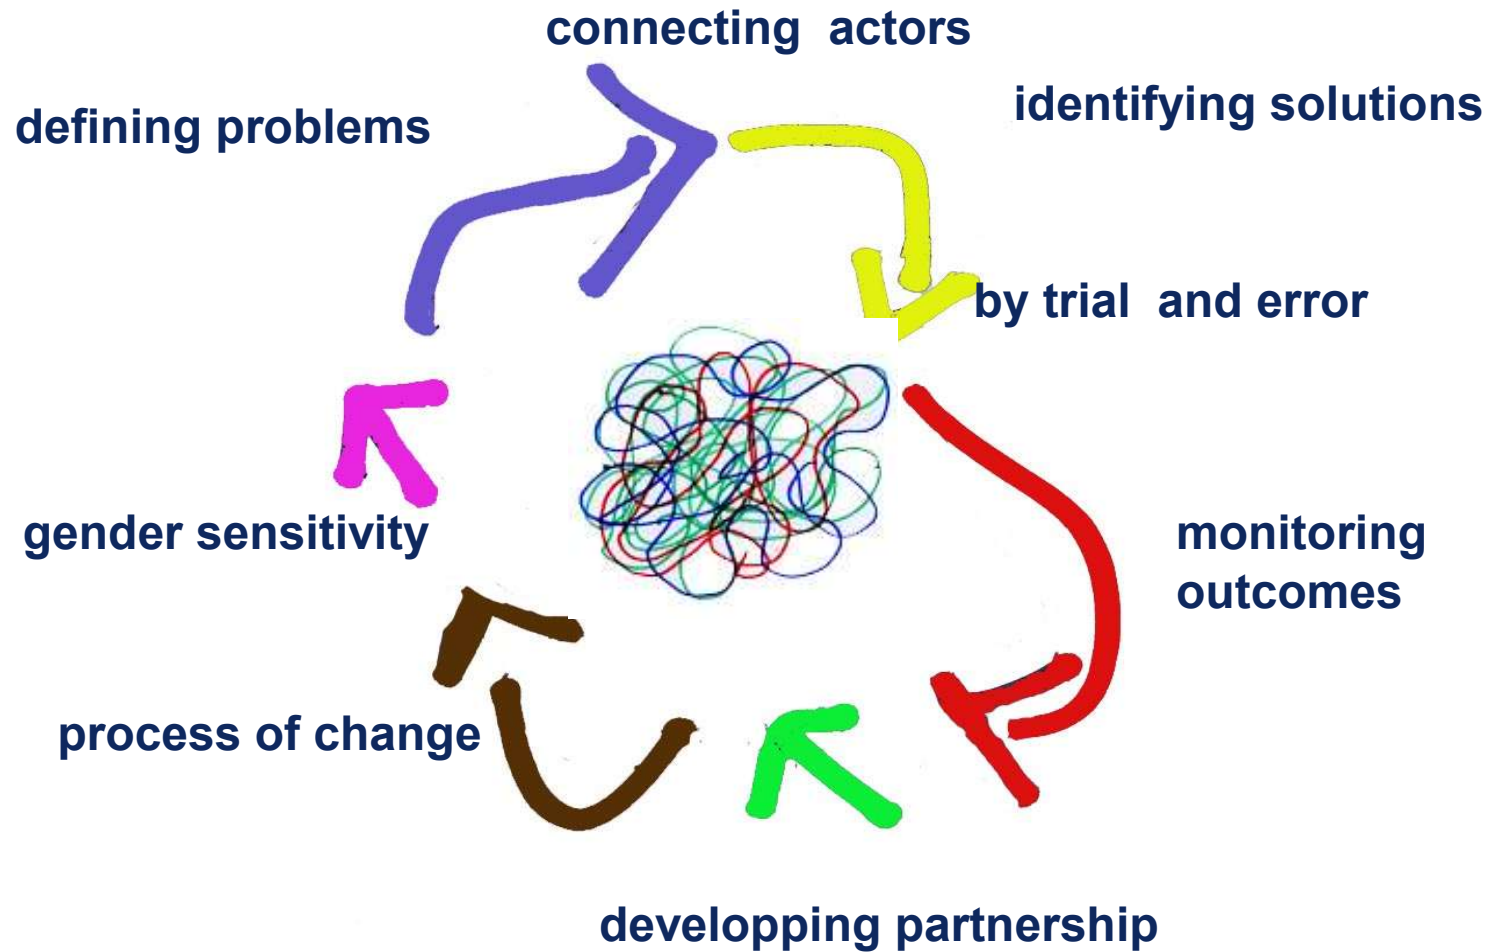 connecting actors
identifying solutions
defining problems
by trial and error
gender sensitivity
monitoring
outcomes
process of change
developping partnership